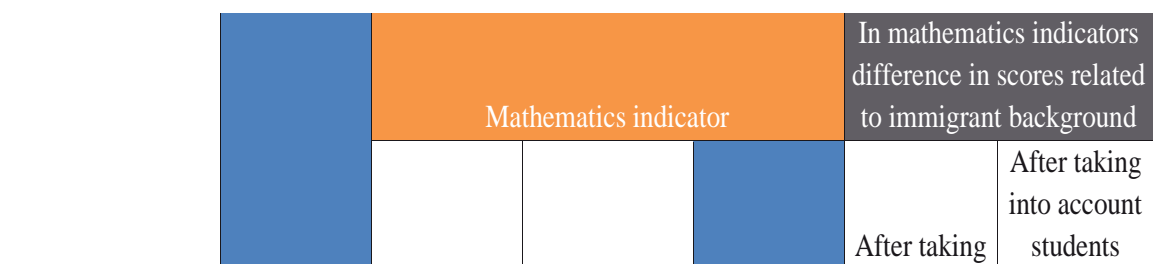 In mathematics indicators
difference in scores related
to immigrant background
Mathematics indicator
After taking
After taking
into account
students